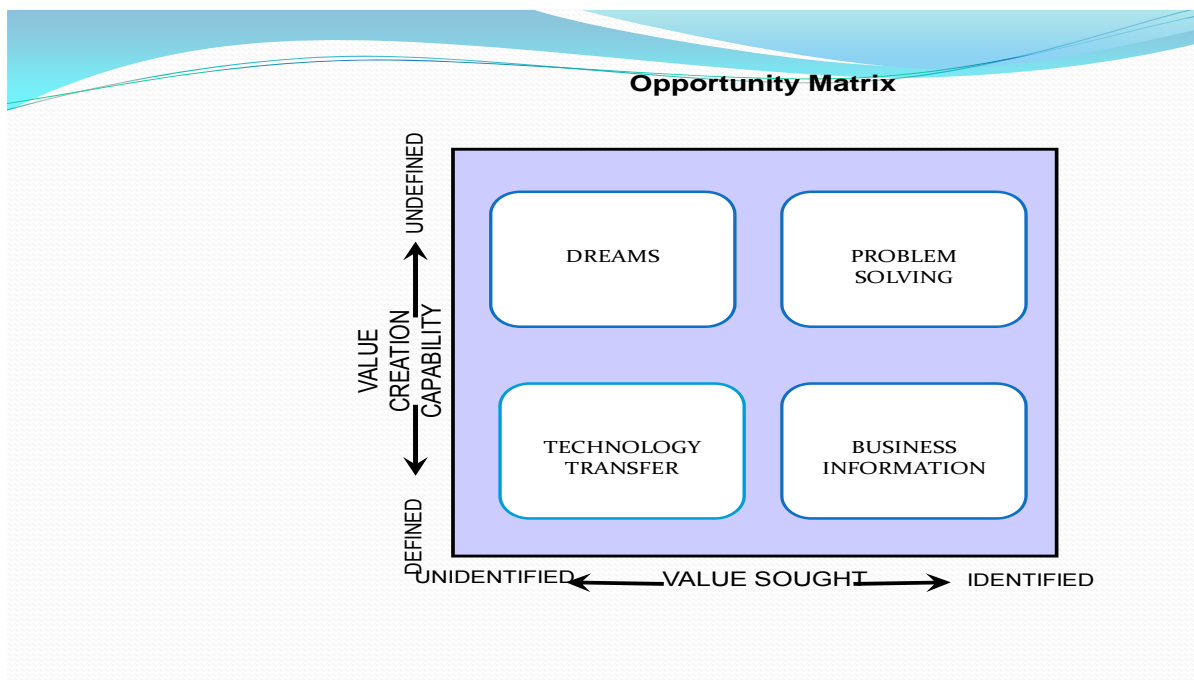 Opportunity Matrix
UNDEFINED
VALUE
CREATION
CAPABILITY
DEFINED
DREAMS
PROBLEM
SOLVING
TECHNOLOGY
TRANSFER
BUSINESS
INFORMATION
UNIDENTIFIED
VALUE SOUGHT
IDENTIFIED